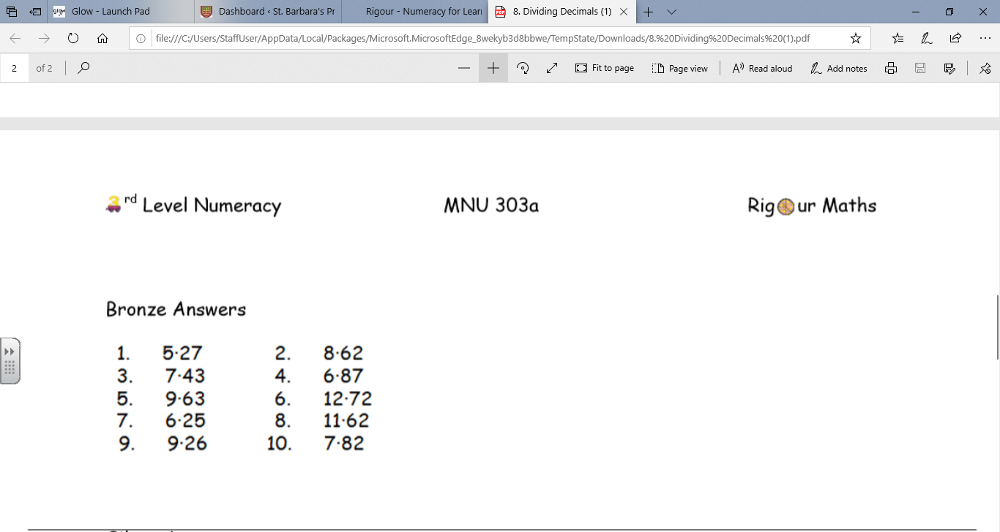 Glow - Launch Pad
Dashboard ‹ St. Barbara's Pr
Rigour - Numeracy for Learn
PDF
8. Dividing Decimals (1)
file:///C:/Users/StaffUser/AppData/Local/Packages/Microsoft.MicrosoftEdge_8wekyb3d8bbwe/TempState/Downloads/8.%20Dividing%20Decimals%20(1).pdf
2 of 2
Fit to page
Page view
Read aloud
Add notes
3rd Level Numeracy MNU 303a Rigour Maths
Bronze Answers
1. 5·27 2. 8·62
3. 7·43 4. 6·87
5. 9·63 6. 12·72
7. 6·25 8. 11·62
9. 9·26 10. 7·82